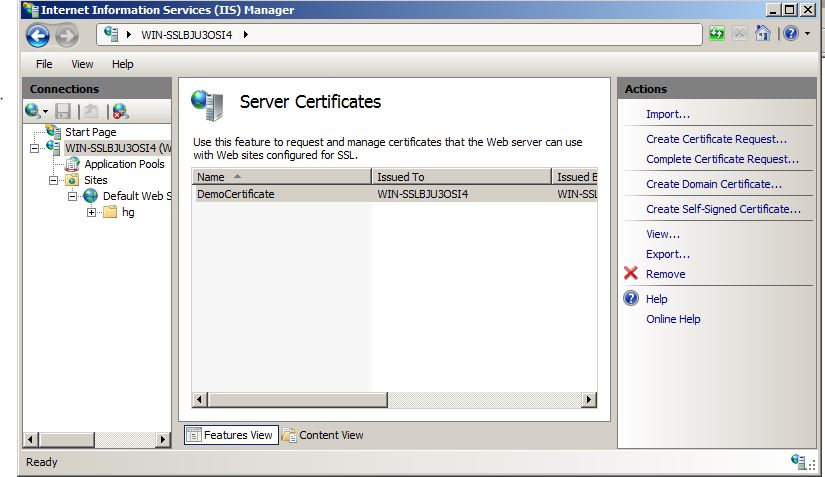 Internet Information Services (IIS) Manager
WIN-SSLBJU3OSI4
File View Help
Connections
Start Page
WIN-SSLBJU3OSI4 (W
Application Pools
Sites
Default Web S
hg
Server Certificates
Use this feature to request and manage certificates that the Web server can use
with Web sites configured for SSL.
Name Issued To Issued B
DemoCertificate WIN-SSLBJU3OSI4 WIN-SSL
Features View Content View
Actions
Import...
Create Certificate Request...
Complete Certificate Request...
Create Domain Certificate...
Create Self-Signed Certificate...
View...
Export...
Remove
Help
Online Help
Ready